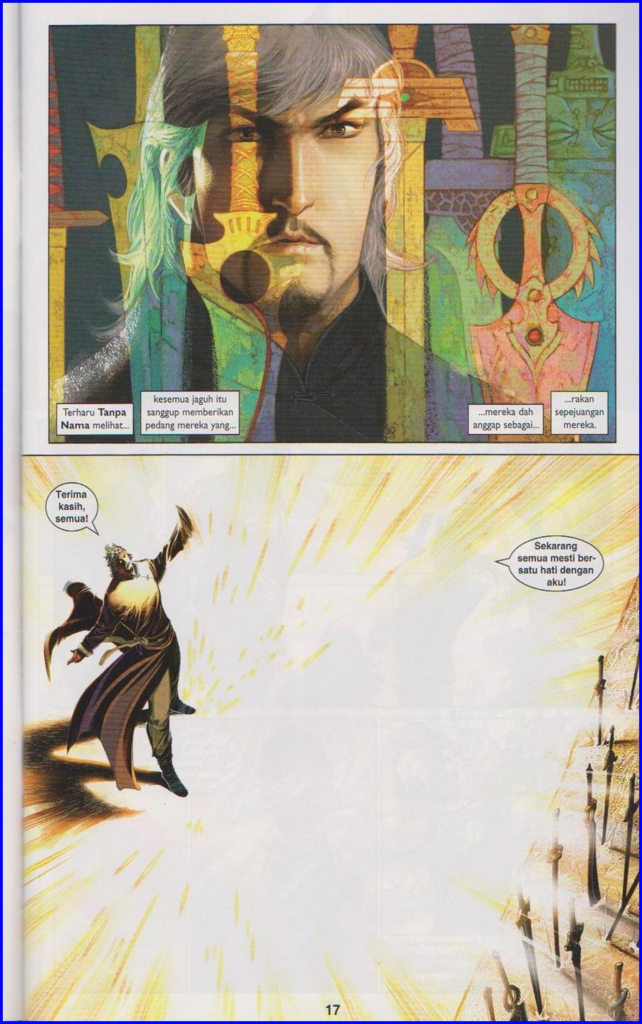 Terharu Tanpa
Nama melihat...
kesemua jaguh itu
sanggup memberikan
pedang mereka yang...
...mereka dah
anggap sebagai...
...rakan
sepejuangan
mereka.
Terima
kasih,
semua!
Sekarang
semua mesti ber-
satu hati dengan
aku!
17